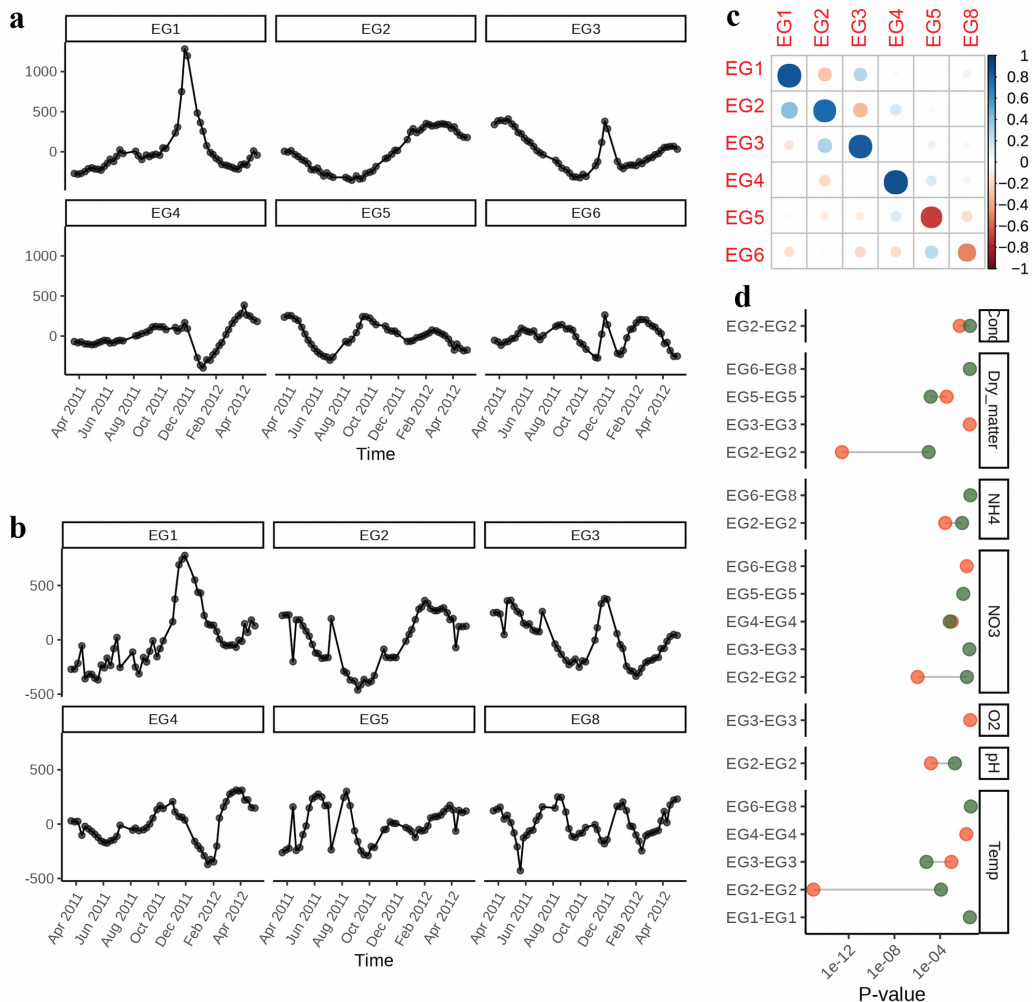 a
EG1 EG2 EG3
1000
500
0
EG4 EG5 EG6
1000
500
0
Apr 2011 Jun 2011 Aug 2011 Oct 2011 Dec 2011 Feb 2012 Apr 2012 Apr 2011 Jun 2011 Aug 2011 Oct 2011 Dec 2011 Feb 2012 Apr 2012 Apr 2011 Jun 2011 Aug 2011 Oct 2011 Dec 2011 Feb 2012 Apr 2012
Time
b
EG1 EG2 EG3
500
0
-500
EG4 EG5 EG8
500
0
-500
Apr 2011 Jun 2011 Aug 2011 Oct 2011 Dec 2011 Feb 2012 Apr 2012 Apr 2011 Jun 2011 Aug 2011 Oct 2011 Dec 2011 Feb 2012 Apr 2012 Apr 2011 Jun 2011 Aug 2011 Oct 2011 Dec 2011 Feb 2012 Apr 2012
Time
c
EG1 EG2 EG3 EG4 EG5 EG8
EG1
EG2
EG3
EG4
EG5
EG6
1
0.8
0.6
0.4
0.2
0
−0.2
−0.4
−0.6
−0.8
−1
d
EG2-EG2
Cond
EG6-EG8
EG5-EG5
EG3-EG3
EG2-EG2
Dry_matter
EG6-EG8
EG2-EG2
NH4
EG6-EG8
EG5-EG5
EG4-EG4
EG3-EG3
EG2-EG2
NO3
EG3-EG3
O2
EG2-EG2
pH
EG6-EG8
EG4-EG4
EG3-EG3
EG2-EG2
EG1-EG1
Temp
1e-12 1e-08 1e-04
P-value